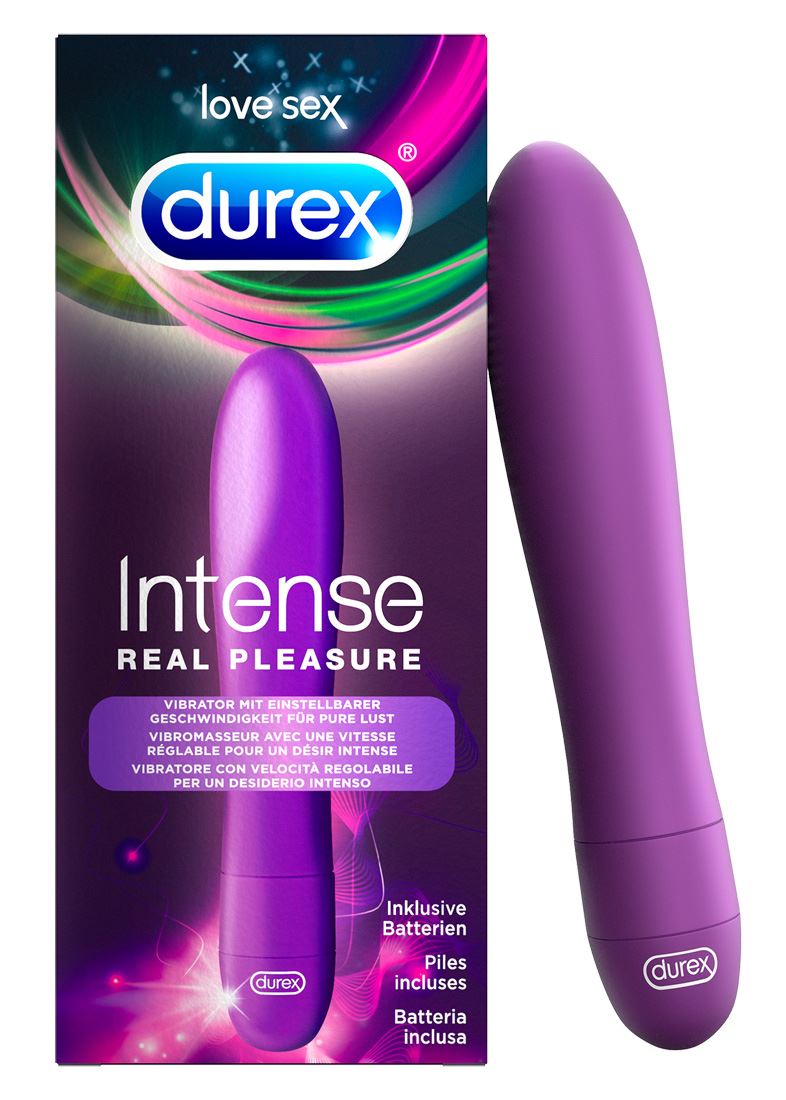 love sex
durex®
Intense
REAL PLEASURE
VIBRATOR MIT EINSTELLBARER
GESCHWINDIGKEIT FÜR PURE LUST
VIBROMASSEUR AVEC UNE VITESSE
RÉGLABLE POUR UN DÉSIR INTENSE
VIBRATORE CON VELOCITÀ REGOLABILE
PER UN DESIDERIO INTENSO
Inklusive
Batterien
Piles
incluses
Batteria
inclusa
durex
durex